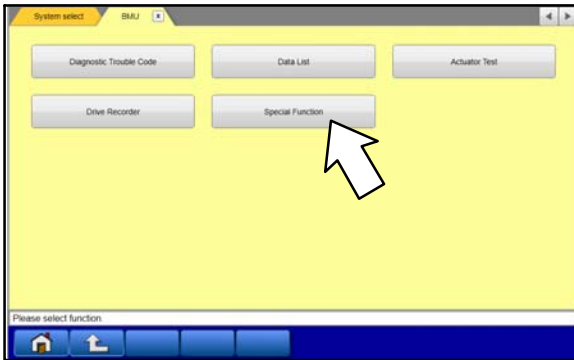 System select BMU x
Diagnostic Trouble Code Data List Actuator Test
Drive Recorder Special Function
Please select function.